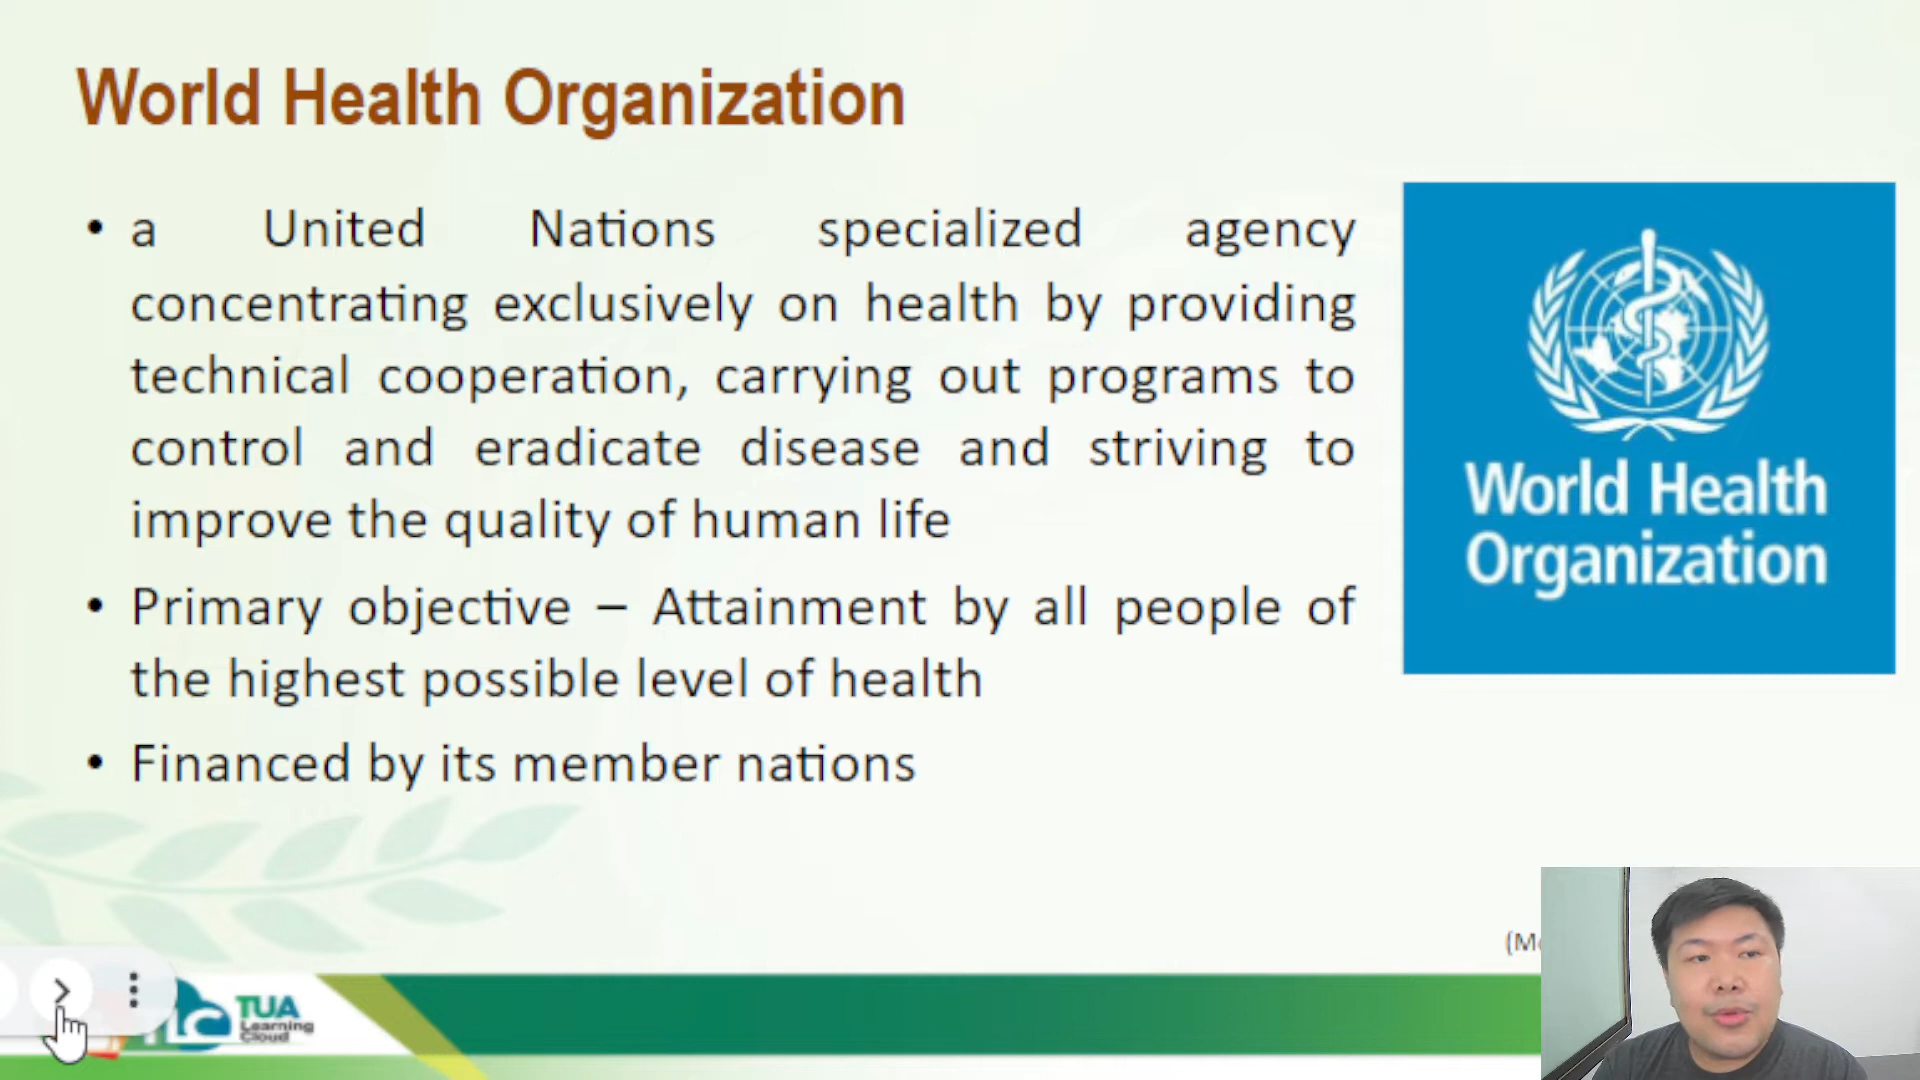 World Health Organization
• a United Nations specialized agency
concentrating exclusively on health by providing
technical cooperation, carrying out programs to
control and eradicate disease and striving to
improve the quality of human life
• Primary objective – Attainment by all people of
the highest possible level of health
• Financed by its member nations
World Health
Organization
TUA
Learning
Cloud